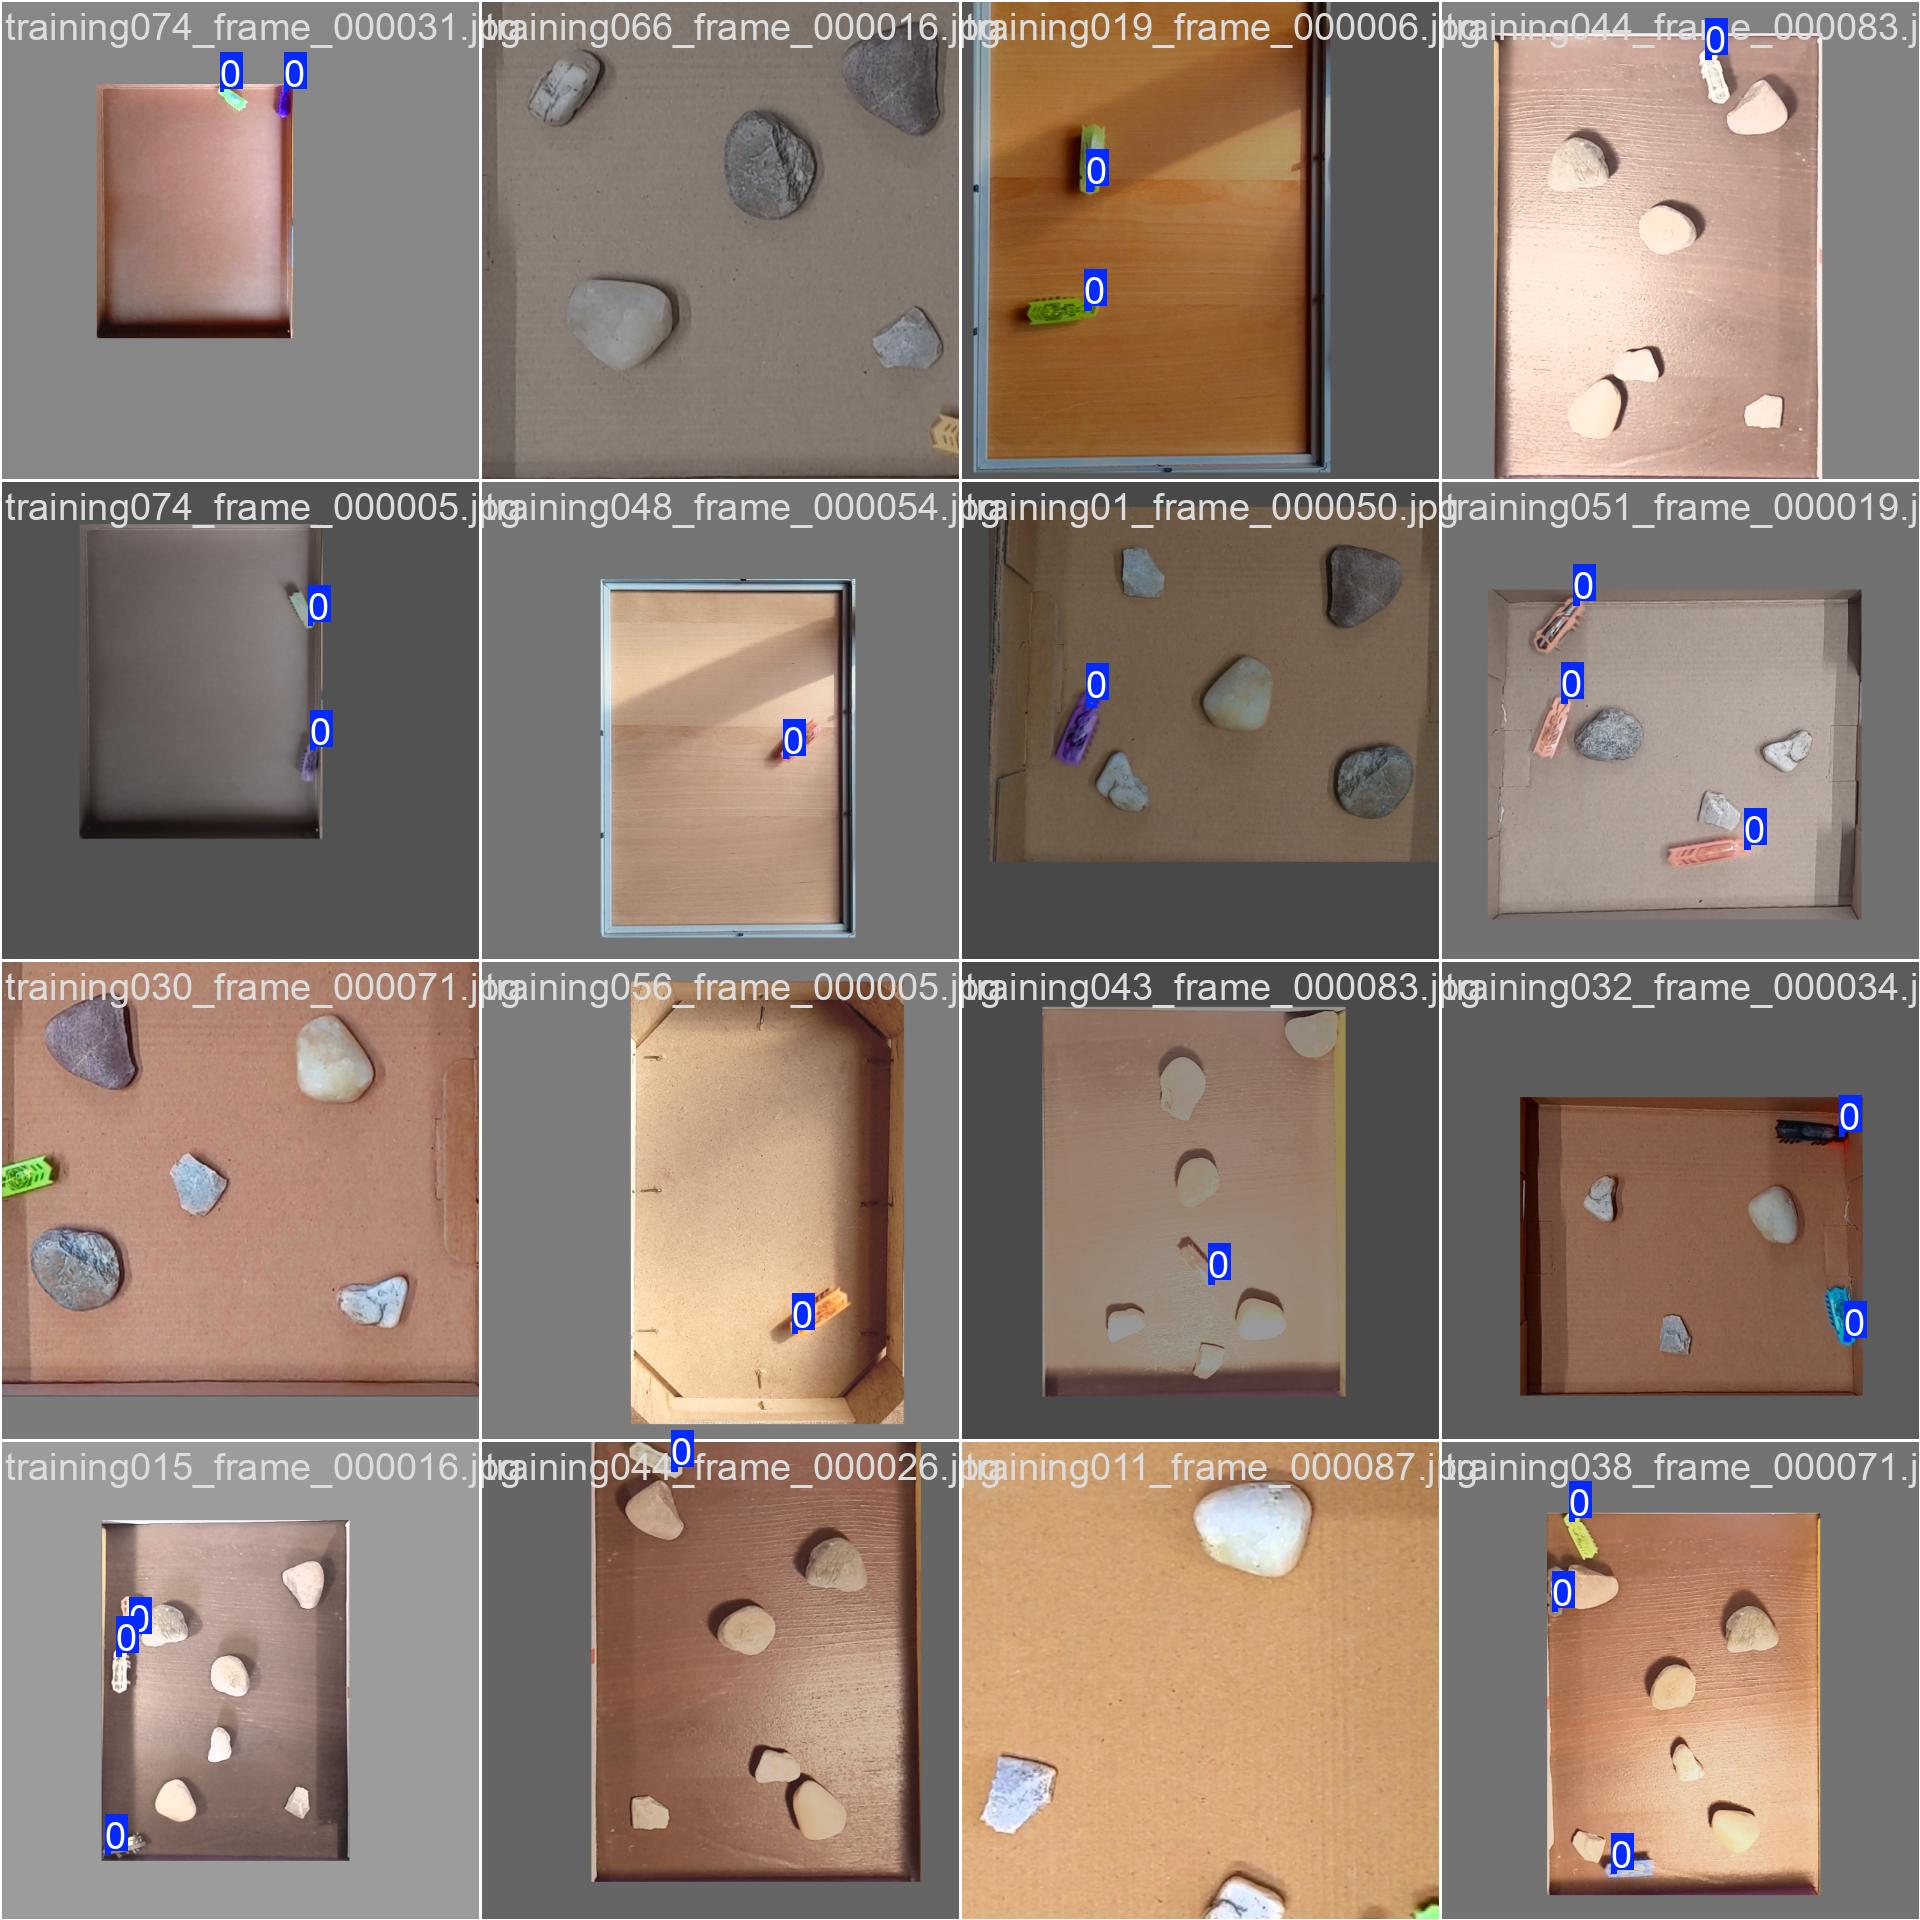 training074_frame_000031.jpg
training066_frame_000016.jpg
training019_frame_000006.jpg
training044_frame_000083.j
0 0
0
0
0
training074_frame_000005.jpg
training048_frame_000054.jpg
training01_frame_000050.jpg
training051_frame_000019.j
0
0
0
0
0
0
0
training030_frame_000071.jpg
training056_frame_000005.jpg
training043_frame_000083.jpg
training032_frame_000034.j
0
0
0
0
training015_frame_000016.jpg
training044_frame_000026.jpg
training011_frame_000087.jpg
training038_frame_000071.j
0
0
0
0
0
0
0